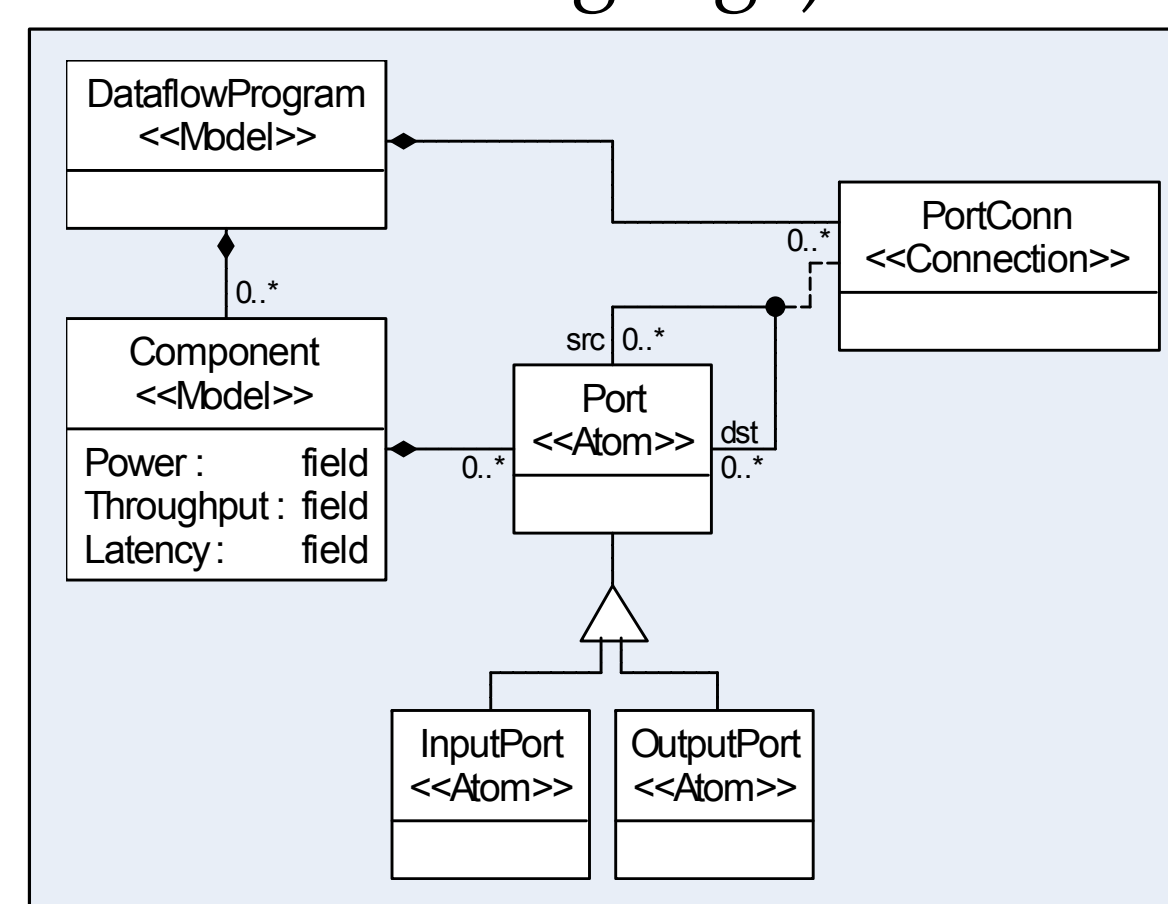 DataflowProgram
<<Model>>
0..*
PortConn
<<Connection>>
0..*
Component
<<Model>>
Power : field
Throughput : field
Latency : field
src 0..*
Port
<<Atom>>
dst
0..*
0..*
InputPort
<<Atom>>
OutputPort
<<Atom>>